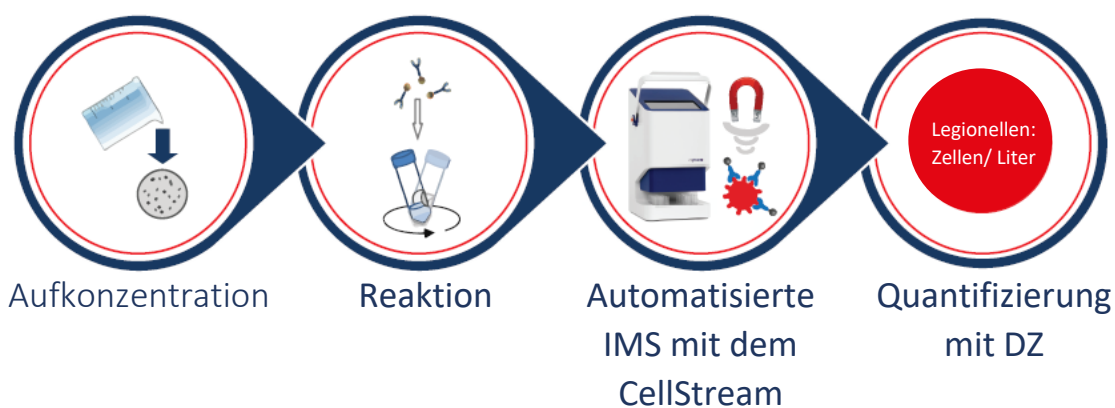 Legionellen:
Zellen/ Liter
Aufkonzentration
Reaktion
Automatisierte
IMS mit dem
CellStream
Quantifizierung
mit DZ